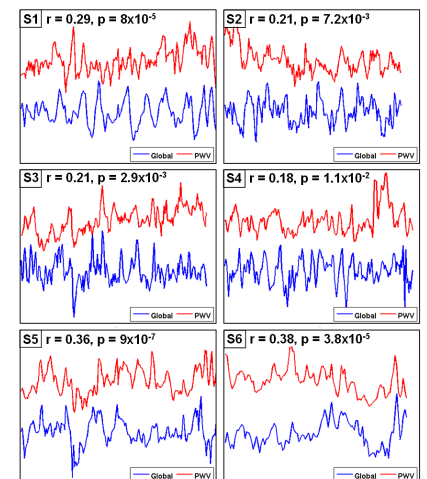 S1 r = 0.29, p = 8x10-5
Global PWV
S2 r = 0.21, p = 7.2x10-3
Global PWV
S3 r = 0.21, p = 2.9x10-3
Global PWV
S4 r = 0.18, p = 1.1x10-2
Global PWV
S5 r = 0.36, p = 9x10-7
Global PWV
S6 r = 0.38, p = 3.8x10-5
Global PWV